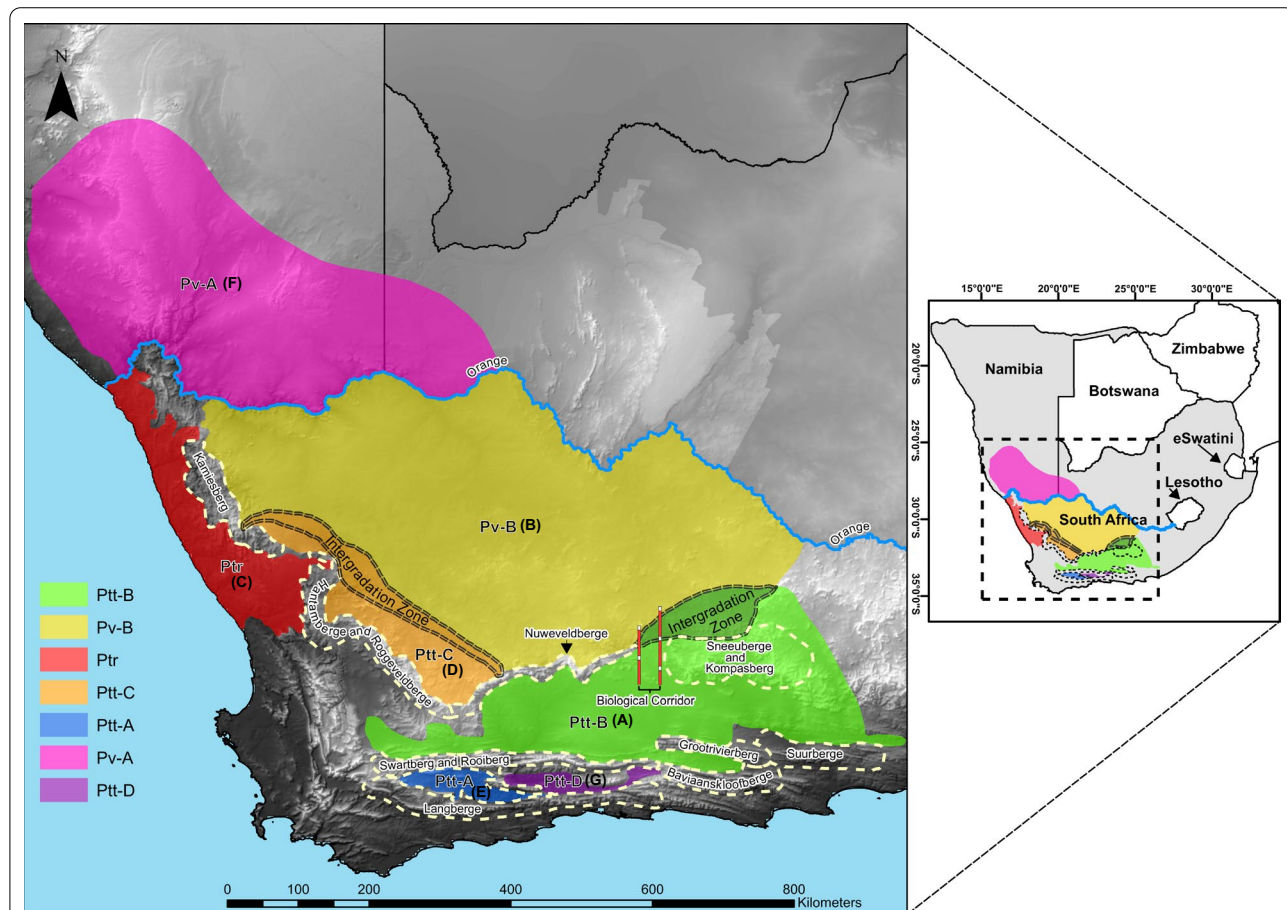 N
Pv-A (F)
Orange
Kamiesberg
Pv-B (B)
Orange
Ptr
(C)
Intergradation Zone
Hantamberge and Roggeveldberge
Ptt-C
(D)
Nuweveldberge
Intergradation
Zone
Sneeuberge
and
Kompasberg
Biological Corridor
Ptt-B (A)
Grootrivierberg
Suurberge
Swartberg and Rooiberg
Baviaanskloofberge
Ptt-A
(E)
Ptt-D (G)
Langberge
Ptt-B
Pv-B
Ptr
Ptt-C
Ptt-A
Pv-A
Ptt-D
0 100 200 400 600 800
Kilometers
15°0'0"E 20°0'0"E 25°0'0"E 30°0'0"E
20°0'0"S
25°0'0"S
30°0'0"S
35°0'0"S
Namibia
Zimbabwe
Botswana
eSwatini
Lesotho
South Africa